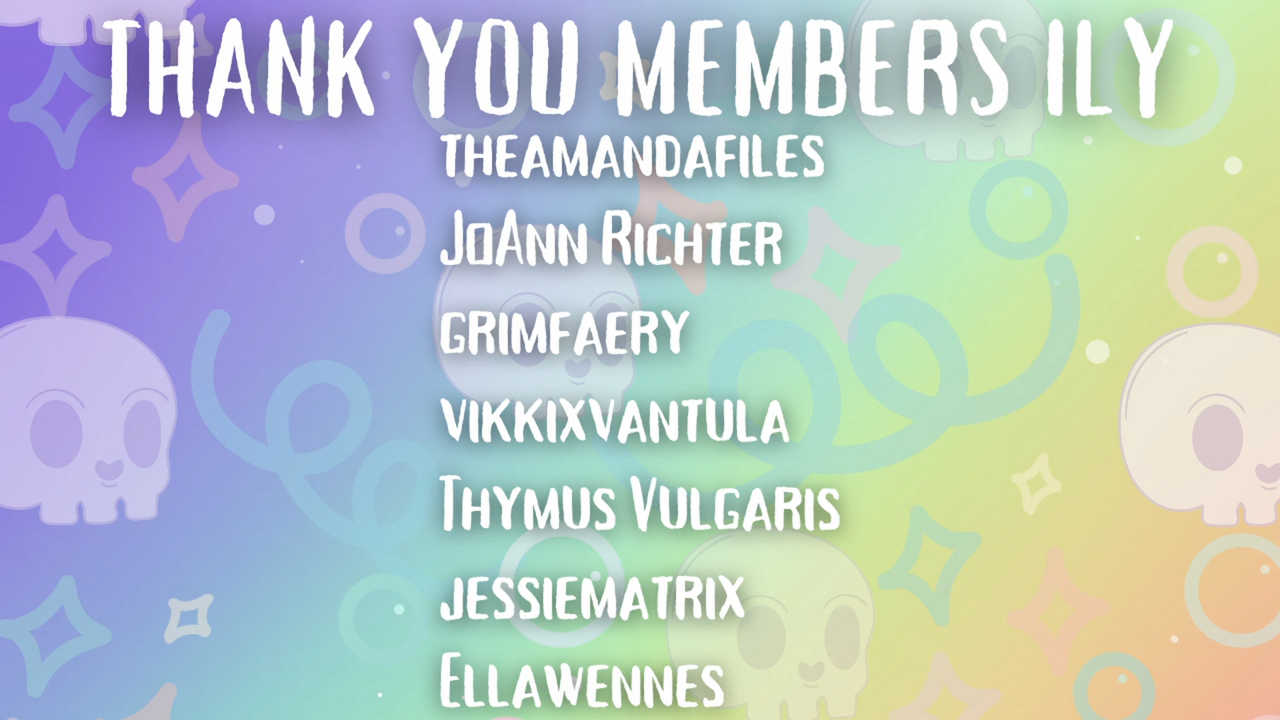 THANK YOU MEMBERS ILY
THEAMANDAFILES
JoAnn Richter
GRIMFAERY
VIKKIXVANTULA
Thymus Vulgaris
JESSIEMATRIX
Ellawennes